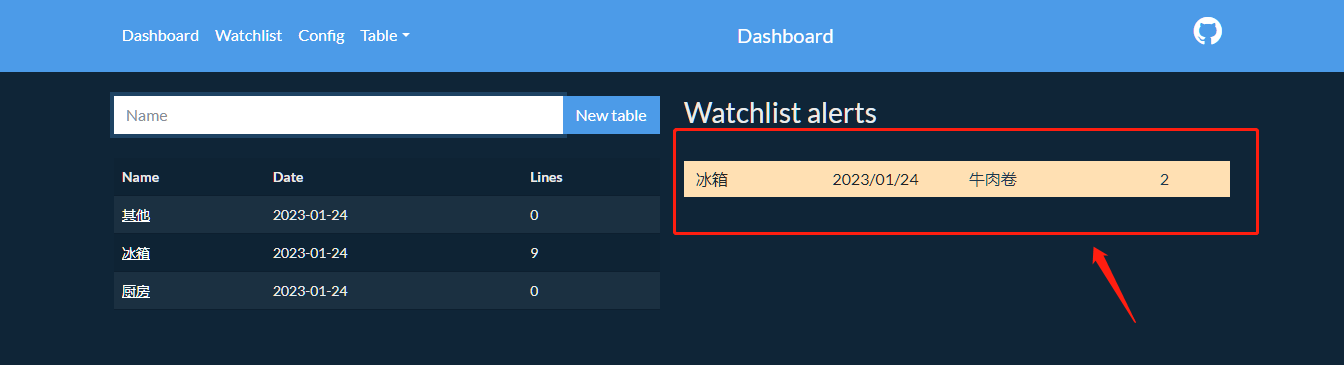 Dashboard Watchlist Config Table
Dashboard
Name
New table
Watchlist alerts
Name Date Lines
其他 2023-01-24 0
冰箱 2023-01-24 9
厨房 2023-01-24 0
冰箱 2023/01/24 牛肉卷 2